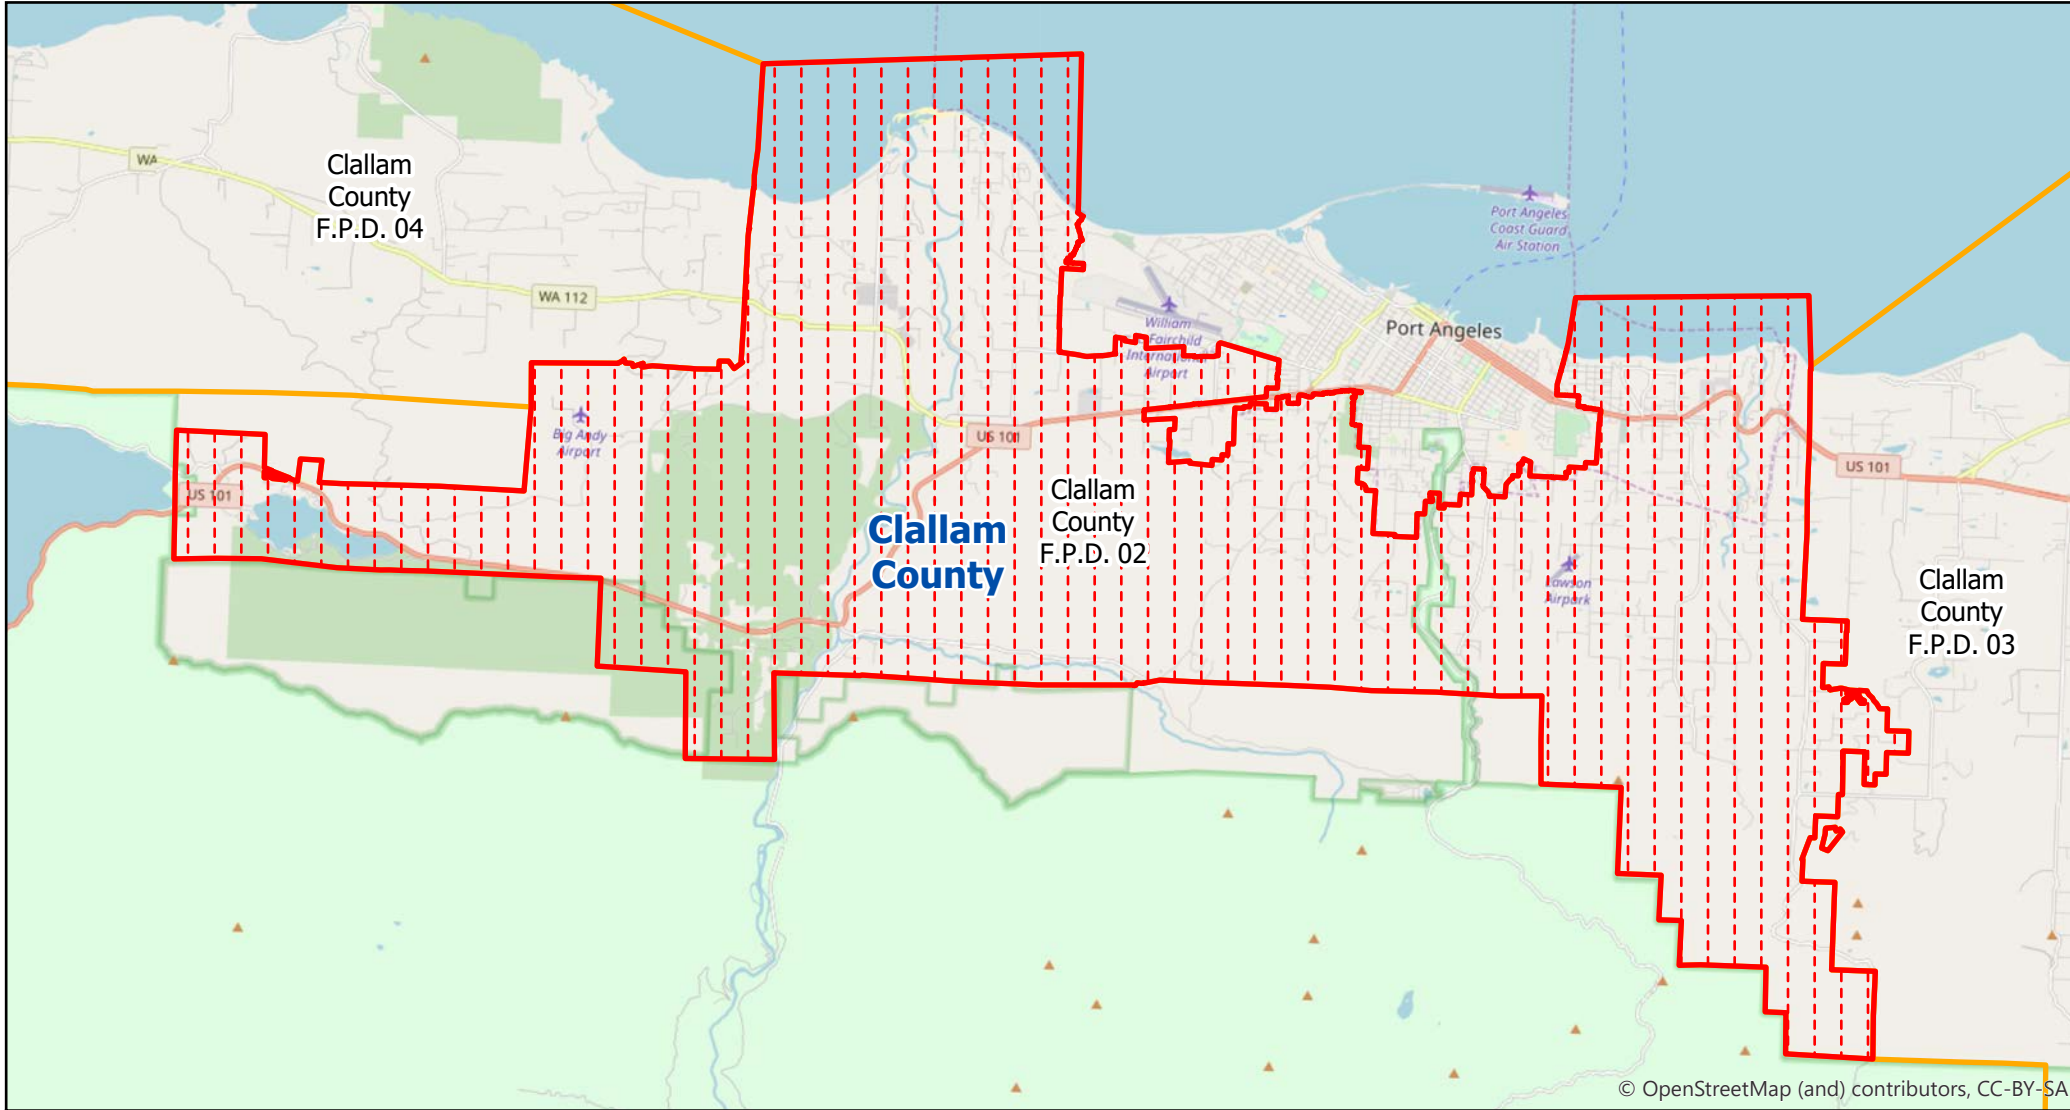 Clallam
County
F.P.D. 04
WA
WA 112
Port Angeles
Coast Guard
Air Station
William
Fairchild
International
Airport
Port Angeles
Big Andy
Airport
US 101
US 101
US 101
Clallam
County
F.P.D. 02
Clallam
County
Lawson
Airpark
Clallam
County
F.P.D. 03
© OpenStreetMap (and) contributors, CC-BY-SA